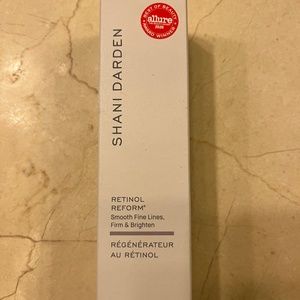 BEST OF BEAUTY
allure
AWARD WINNER
SHANI DARDEN
RETINOL
REFORM®
Smooth Fine Lines,
Firm & Brighten
RÉGÉNÉRATEUR
AU RÉTINOL